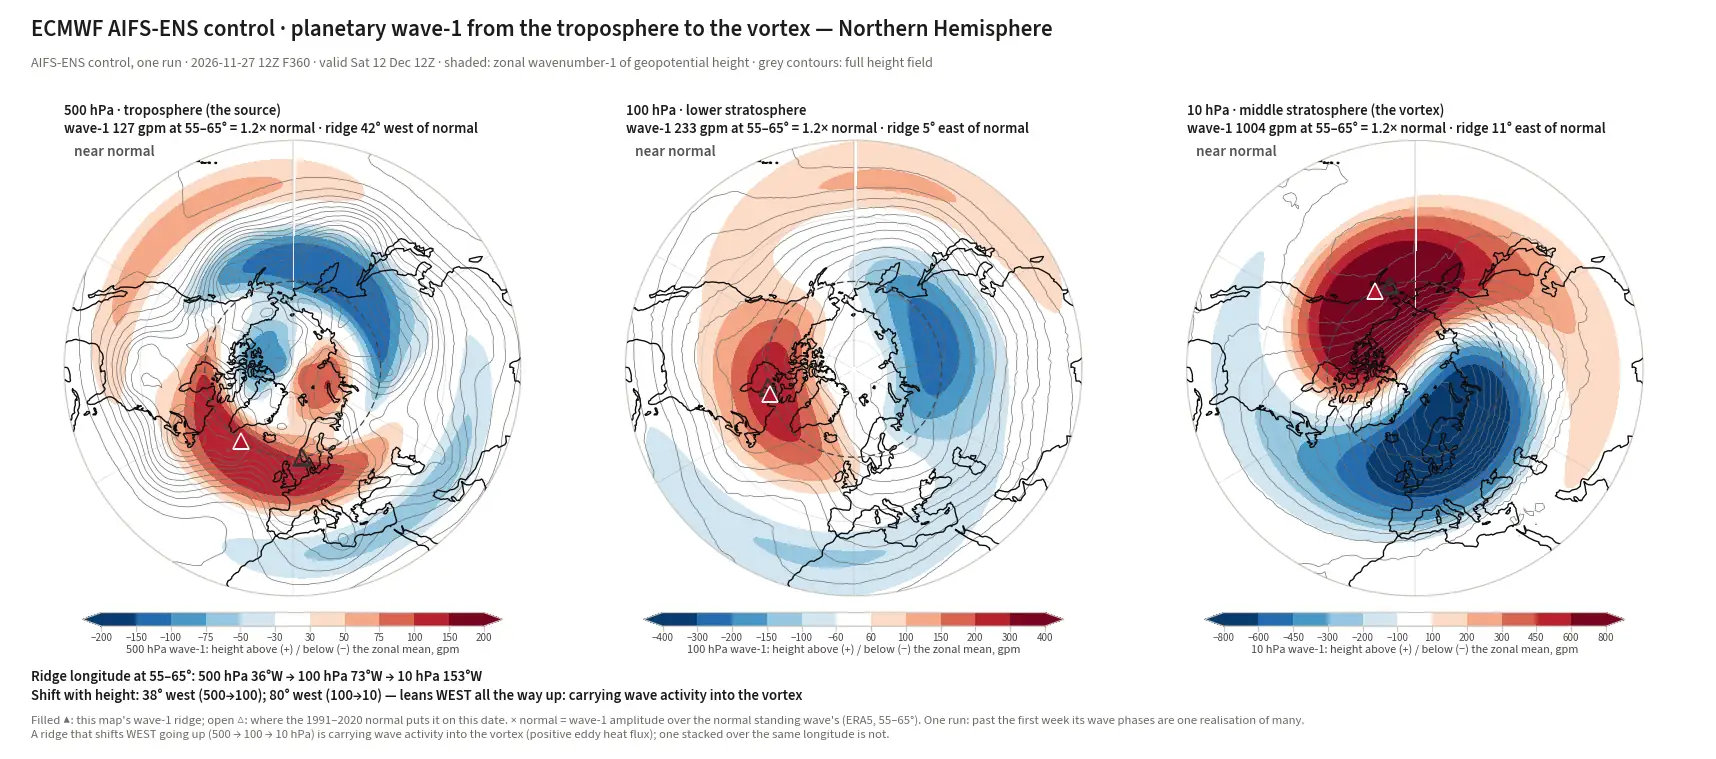 ECMWF AIFS-ENS control · planetary wave-1 from the troposphere to the vortex — Northern Hemisphere
AIFS-ENS control, one run · 2026-11-27 12Z F360 · valid Sat 12 Dec 12Z · shaded: zonal wavenumber-1 of geopotential height · grey contours: full height field
500 hPa · troposphere (the source)
wave-1 127 gpm at 55–65° = 1.2× normal · ridge 42° west of normal
near normal
100 hPa · lower stratosphere
wave-1 233 gpm at 55–65° = 1.2× normal · ridge 5° east of normal
near normal
10 hPa · middle stratosphere (the vortex)
wave-1 1004 gpm at 55–65° = 1.2× normal · ridge 11° east of normal
near normal
−200 −150 −100 −75 −50 −30 30 50 75 100 150 200
500 hPa wave-1: height above (+) / below (−) the zonal mean, gpm
−400 −300 −200 −150 −100 −60 60 100 150 200 300 400
100 hPa wave-1: height above (+) / below (−) the zonal mean, gpm
−800 −600 −450 −300 −200 −100 100 200 300 450 600 800
10 hPa wave-1: height above (+) / below (−) the zonal mean, gpm
Ridge longitude at 55–65°: 500 hPa 36°W → 100 hPa 73°W → 10 hPa 153°W
Shift with height: 38° west (500→100); 80° west (100→10) — leans WEST all the way up: carrying wave activity into the vortex
Filled ▲: this map's wave-1 ridge; open △: where the 1991–2020 normal puts it on this date. × normal = wave-1 amplitude over the normal standing wave's (ERA5, 55–65°). One run: past the first week its wave phases are one realisation of many.
A ridge that shifts WEST going up (500 → 100 → 10 hPa) is carrying wave activity into the vortex (positive eddy heat flux); one stacked over the same longitude is not.